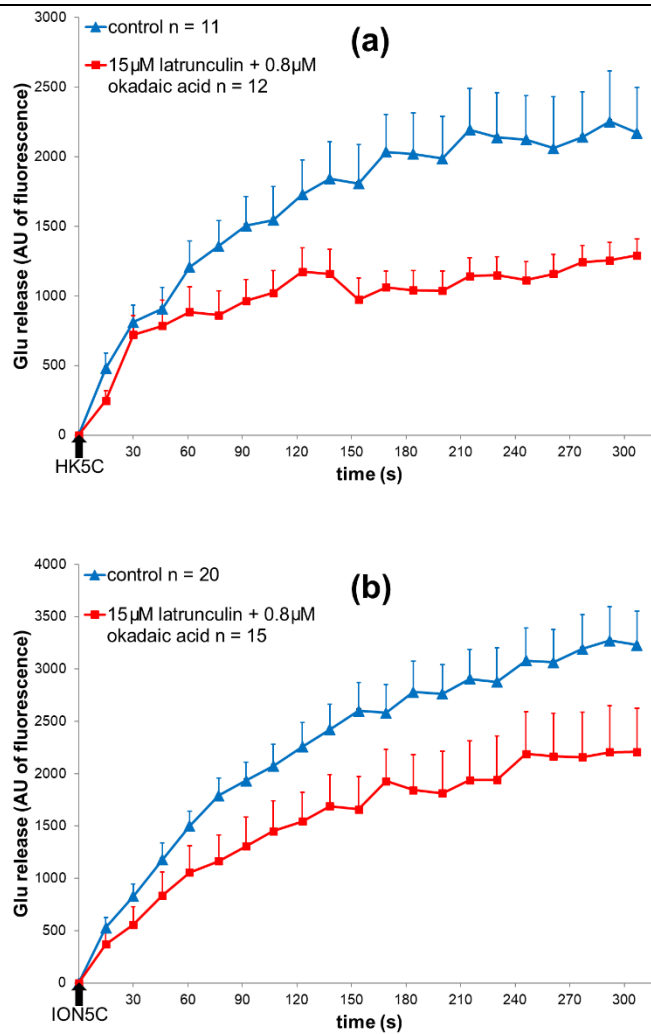 control n = 11
(a)
15µM latrunculin + 0.8µM
okadaic acid n = 12
Glu release (AU of fluorescence)
3000
2500
2000
1500
1000
500
0
30 60 90 120 150 180 210 240 270 300
HK5C
time (s)
control n = 20
(b)
15µM latrunculin + 0.8µM
okadaic acid n = 15
Glu release (AU of fluorescence)
4000
3500
3000
2500
2000
1500
1000
500
0
30 60 90 120 150 180 210 240 270 300
ION5C
time (s)